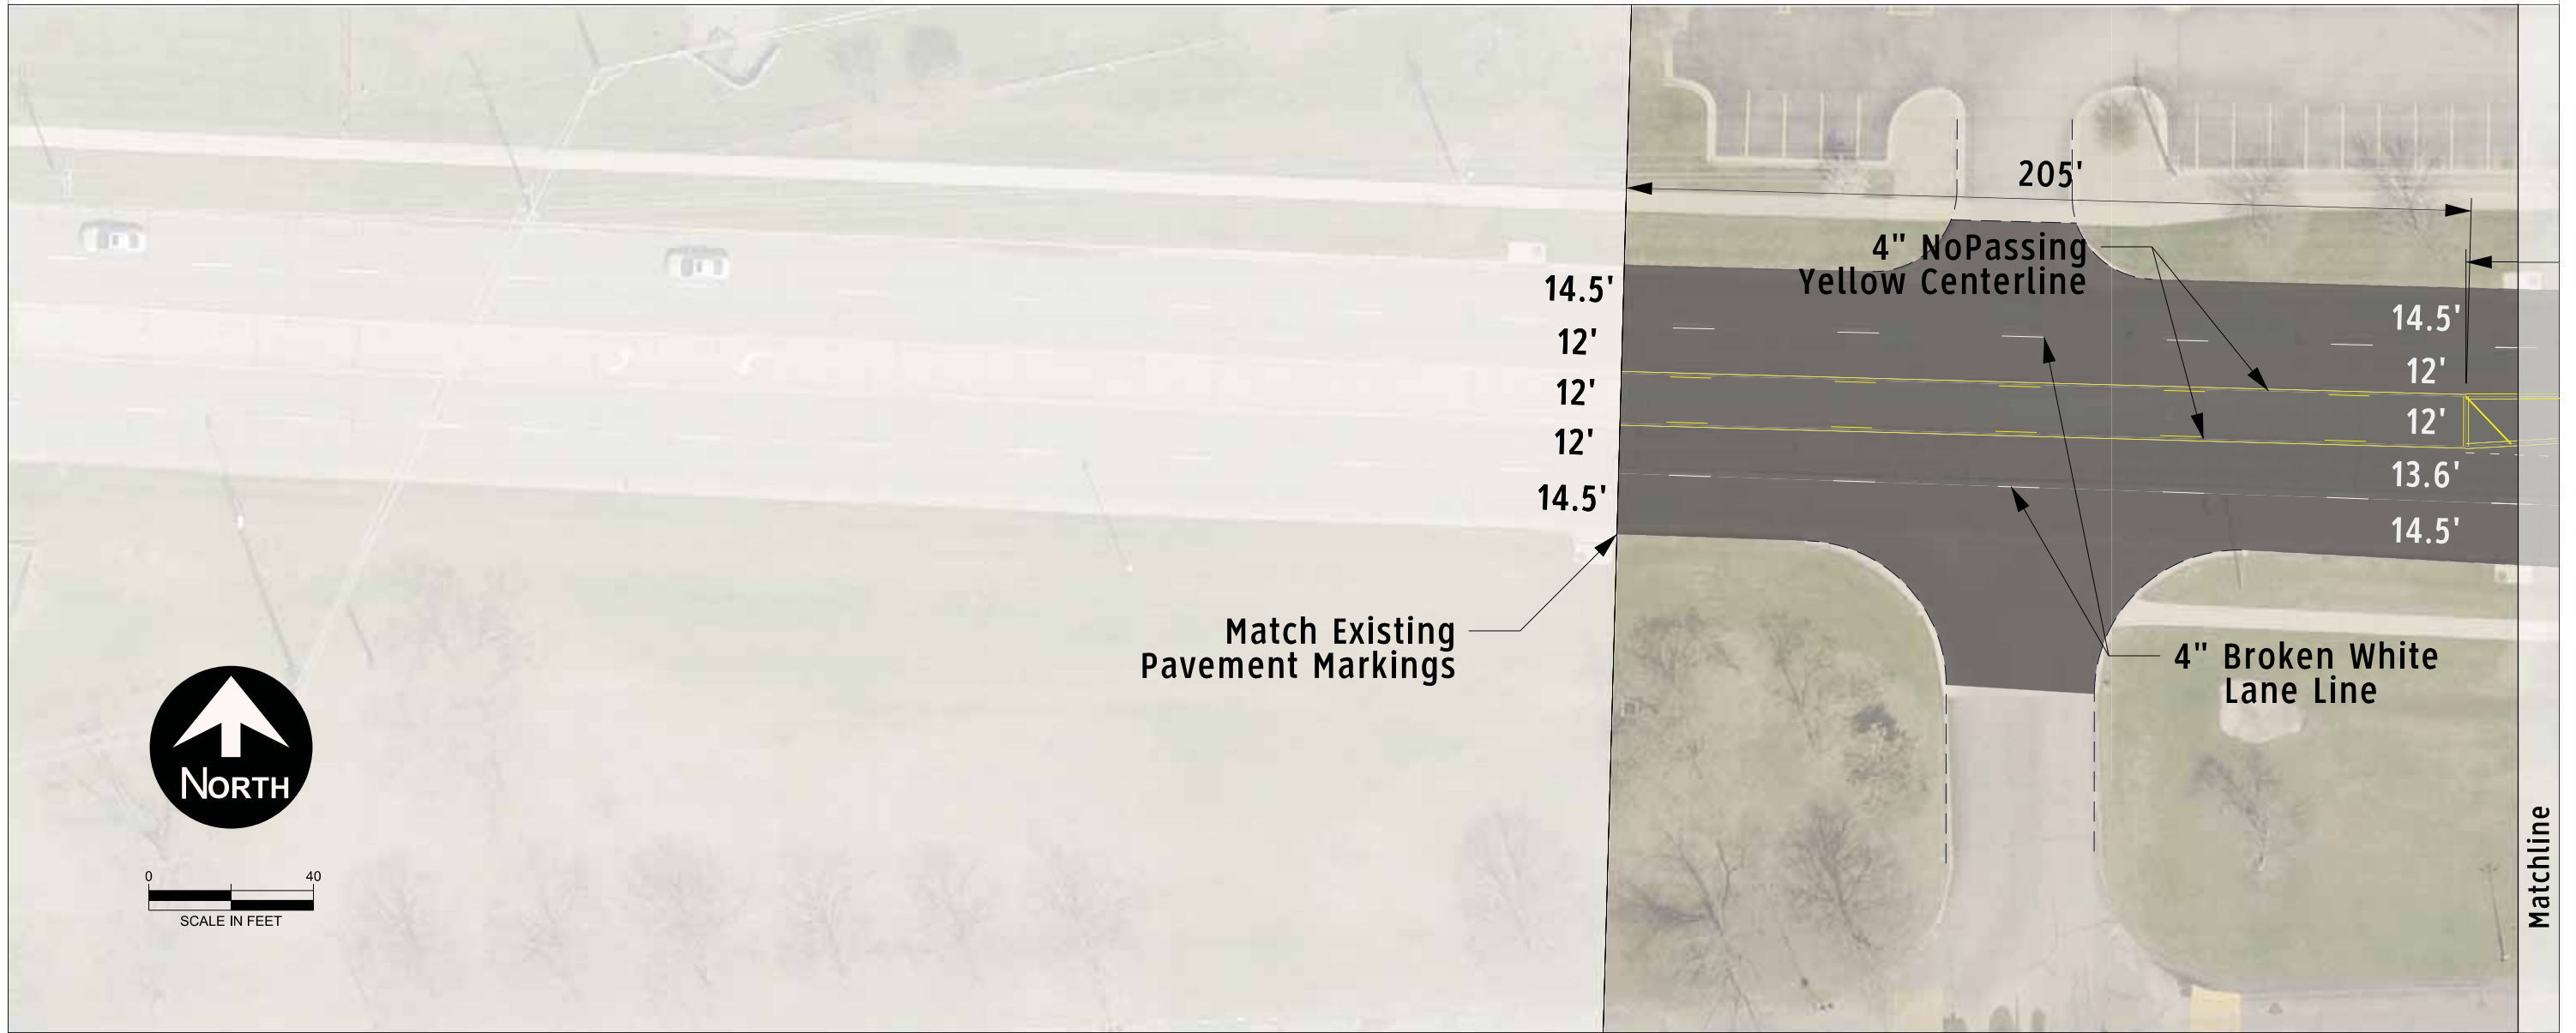 205'
4" NoPassing
Yellow Centerline
14.5'
12'
12'
12'
14.5'
14.5'
12'
12'
13.6'
14.5'
Match Existing
Pavement Markings
4" Broken White
Lane Line
NORTH
0 40
SCALE IN FEET
Matchline